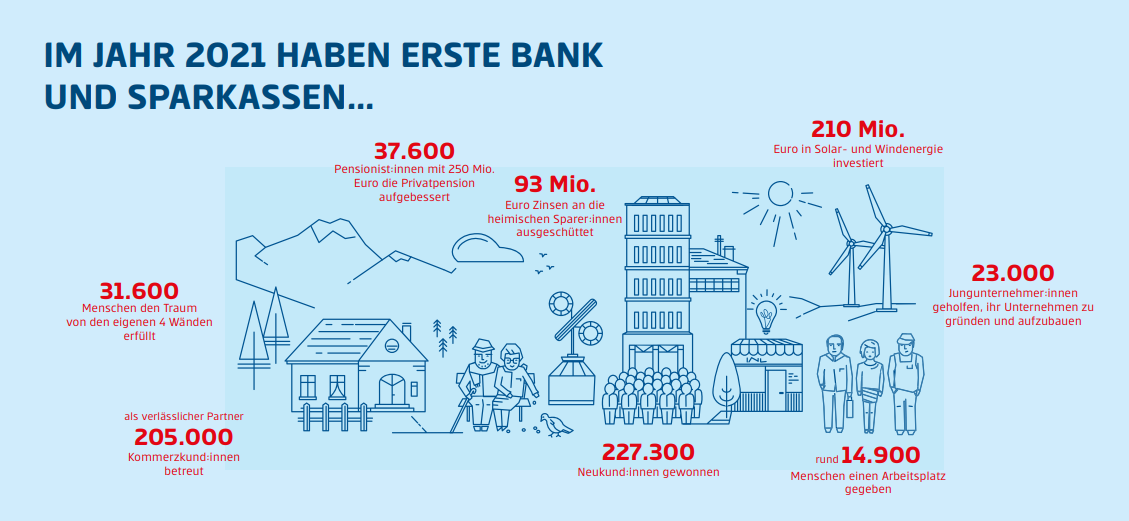 IM JAHR 2021 HABEN ERSTE BANK
UND SPARKASSEN...
37.600
Pensionist:innen mit 250 Mio.
Euro die Privatpension
aufgebessert
93 Mio.
Euro Zinsen an die
heimischen Sparer:innen
ausgeschüttet
210 Mio.
Euro in Solar- und Windenergie
investiert
31.600
Menschen den Traum
von den eigenen 4 Wänden
erfüllt
23.000
Jungunternehmer:innen
geholfen, ihr Unternehmen zu
gründen und aufzubauen
als verlässlicher Partner
205.000
Kommerzkund:innen
betreut
227.300
Neukund:innen gewonnen
rund 14.900
Menschen einen Arbeitsplatz
gegeben